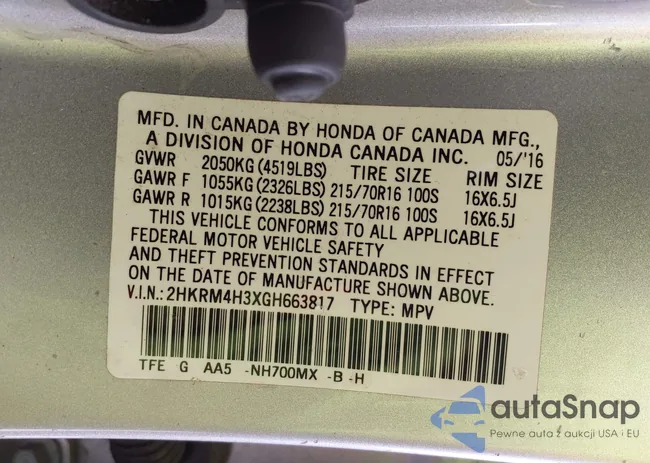 MFD. IN CANADA BY HONDA OF CANADA MFG.,
A DIVISION OF HONDA CANADA INC. 05/'16
GVWR 2050KG (4519LBS) TIRE SIZE RIM SIZE
GAWR F 1055KG (2326LBS) 215/70R16 100S 16X6.5J
GAWR R 1015KG (2238LBS) 215/70R16 100S 16X6.5J
THIS VEHICLE CONFORMS TO ALL APPLICABLE
FEDERAL MOTOR VEHICLE SAFETY
AND THEFT PREVENTION STANDARDS IN EFFECT
ON THE DATE OF MANUFACTURE SHOWN ABOVE.
V.I.N.: 2HKRM4H3XGH663817 TYPE: MPV
TFE G AA5 -NH700MX -B -H
autaSnap
Pewne auta z aukcji USA i EU